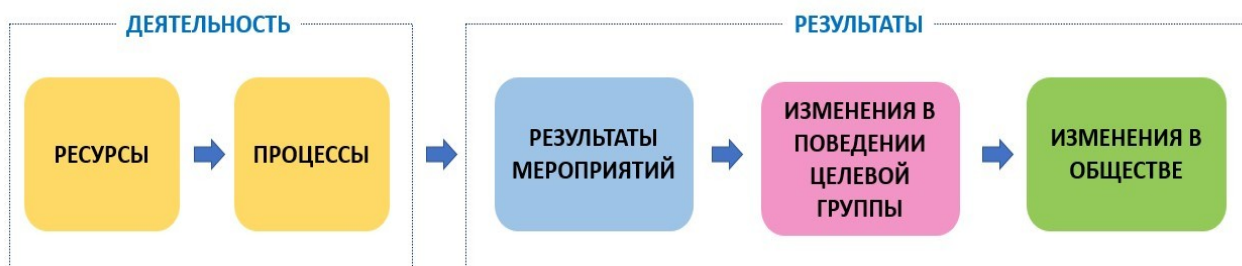 ДЕЯТЕЛЬНОСТЬ
РЕЗУЛЬТАТЫ
РЕСУРСЫ
ПРОЦЕССЫ
РЕЗУЛЬТАТЫ
МЕРОПРИЯТИЙ
ИЗМЕНЕНИЯ В
ПОВЕДЕНИИ
ЦЕЛЕВОЙ
ГРУППЫ
ИЗМЕНЕНИЯ В
ОБЩЕСТВЕ